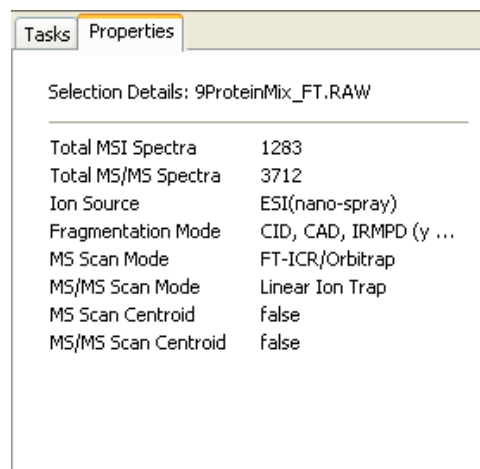 Tasks Properties
Selection Details: 9ProteinMix_FT.RAW
Total MSI Spectra 1283
Total MS/MS Spectra 3712
Ion Source ESI(nano-spray)
Fragmentation Mode CID, CAD, IRMPD (y ...
MS Scan Mode FT-ICR/Orbitrap
MS/MS Scan Mode Linear Ion Trap
MS Scan Centroid false
MS/MS Scan Centroid false